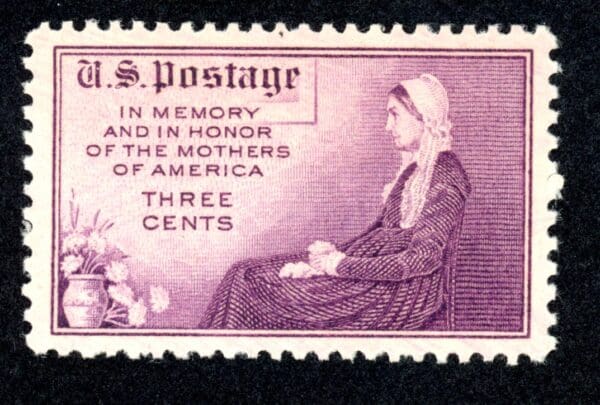 U.S. Postage
IN MEMORY
AND IN HONOR
OF THE MOTHERS
OF AMERICA
THREE
CENTS